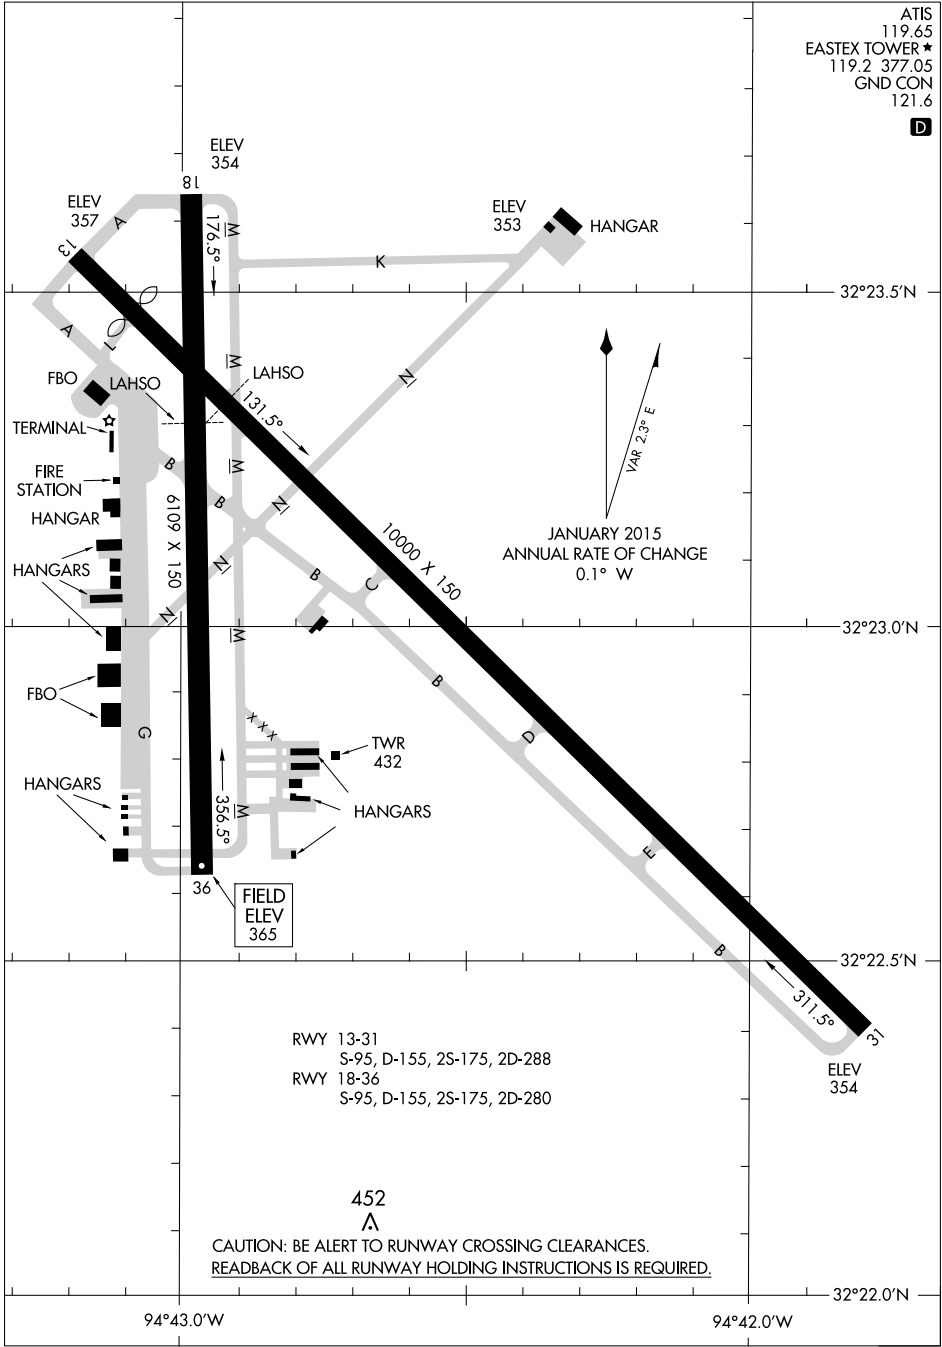 ATIS
119.65
EASTEX TOWER★
119.2 377.05
GND CON
121.6
D
ELEV
354
18
ELEV
357
13
A
M
176.5°
ELEV
353
HANGAR
K
32°23.5'N
A
L
M
N
FBO
LAHSO
LAHSO
131.5°
VAR 2.3° E
TERMINAL
B
M
FIRE
STATION
B
N
HANGAR
6109 X 150
10000 X 150
JANUARY 2015
ANNUAL RATE OF CHANGE
0.1° W
HANGARS
N
B
C
N
M
32°23.0'N
B
FBO
G
X X X
D
TWR
432
HANGARS
356.5°
M
HANGARS
E
36
FIELD
ELEV
365
B
32°22.5'N
311.5°
31
ELEV
354
RWY 13-31
S-95, D-155, 2S-175, 2D-288
RWY 18-36
S-95, D-155, 2S-175, 2D-280
452
CAUTION: BE ALERT TO RUNWAY CROSSING CLEARANCES.
READBACK OF ALL RUNWAY HOLDING INSTRUCTIONS IS REQUIRED.
32°22.0'N
94°43.0'W
94°42.0'W